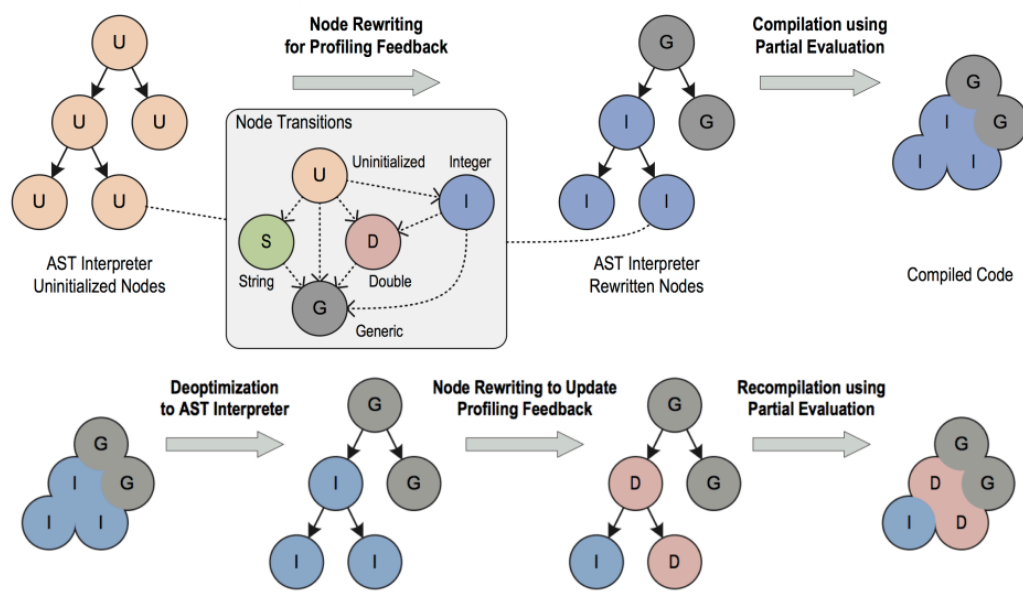 Node Rewriting
for Profiling Feedback
Compilation using
Partial Evaluation
U
U
U
U
U
AST Interpreter
Uninitialized Nodes
Node Transitions
Uninitialized
Integer
U
I
S
D
String
Double
G
Generic
G
I
G
I
I
AST Interpreter
Rewritten Nodes
G
I
G
I
I
Compiled Code
Deoptimization
to AST Interpreter
Node Rewriting to Update
Profiling Feedback
Recompilation using
Partial Evaluation
G
I
G
I
I
G
I
G
I
I
G
D
G
I
D
G
D
G
I
D